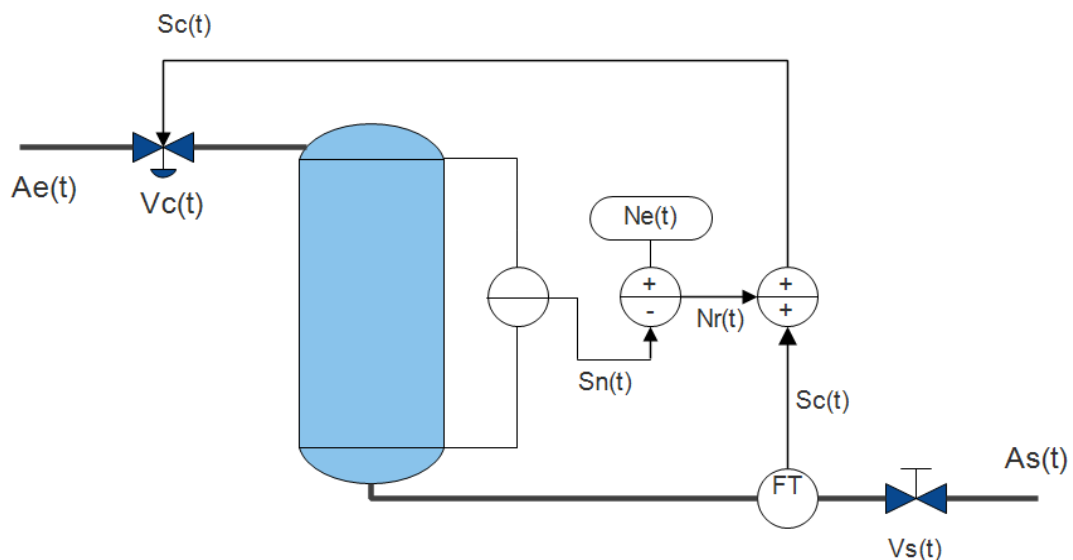 Sc(t)
Ae(t)
Vc(t)
Ne(t)
+
-
Nr(t)
+
+
Sn(t)
Sc(t)
FT
As(t)
Vs(t)